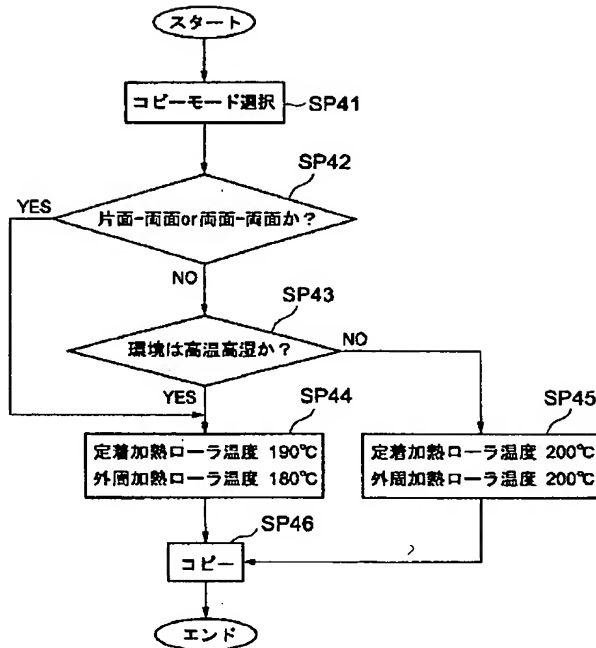 スタート
コピーモード選択
SP41
SP42
YES
片面-両面or両面-両面か?
NO
SP43
環境は高温高湿か?
NO
YES
SP44
SP45
定着加熱ローラ温度 190℃
外周加熱ローラ温度 180℃
定着加熱ローラ温度 200℃
外周加熱ローラ温度 200℃
SP46
コピー
エンド